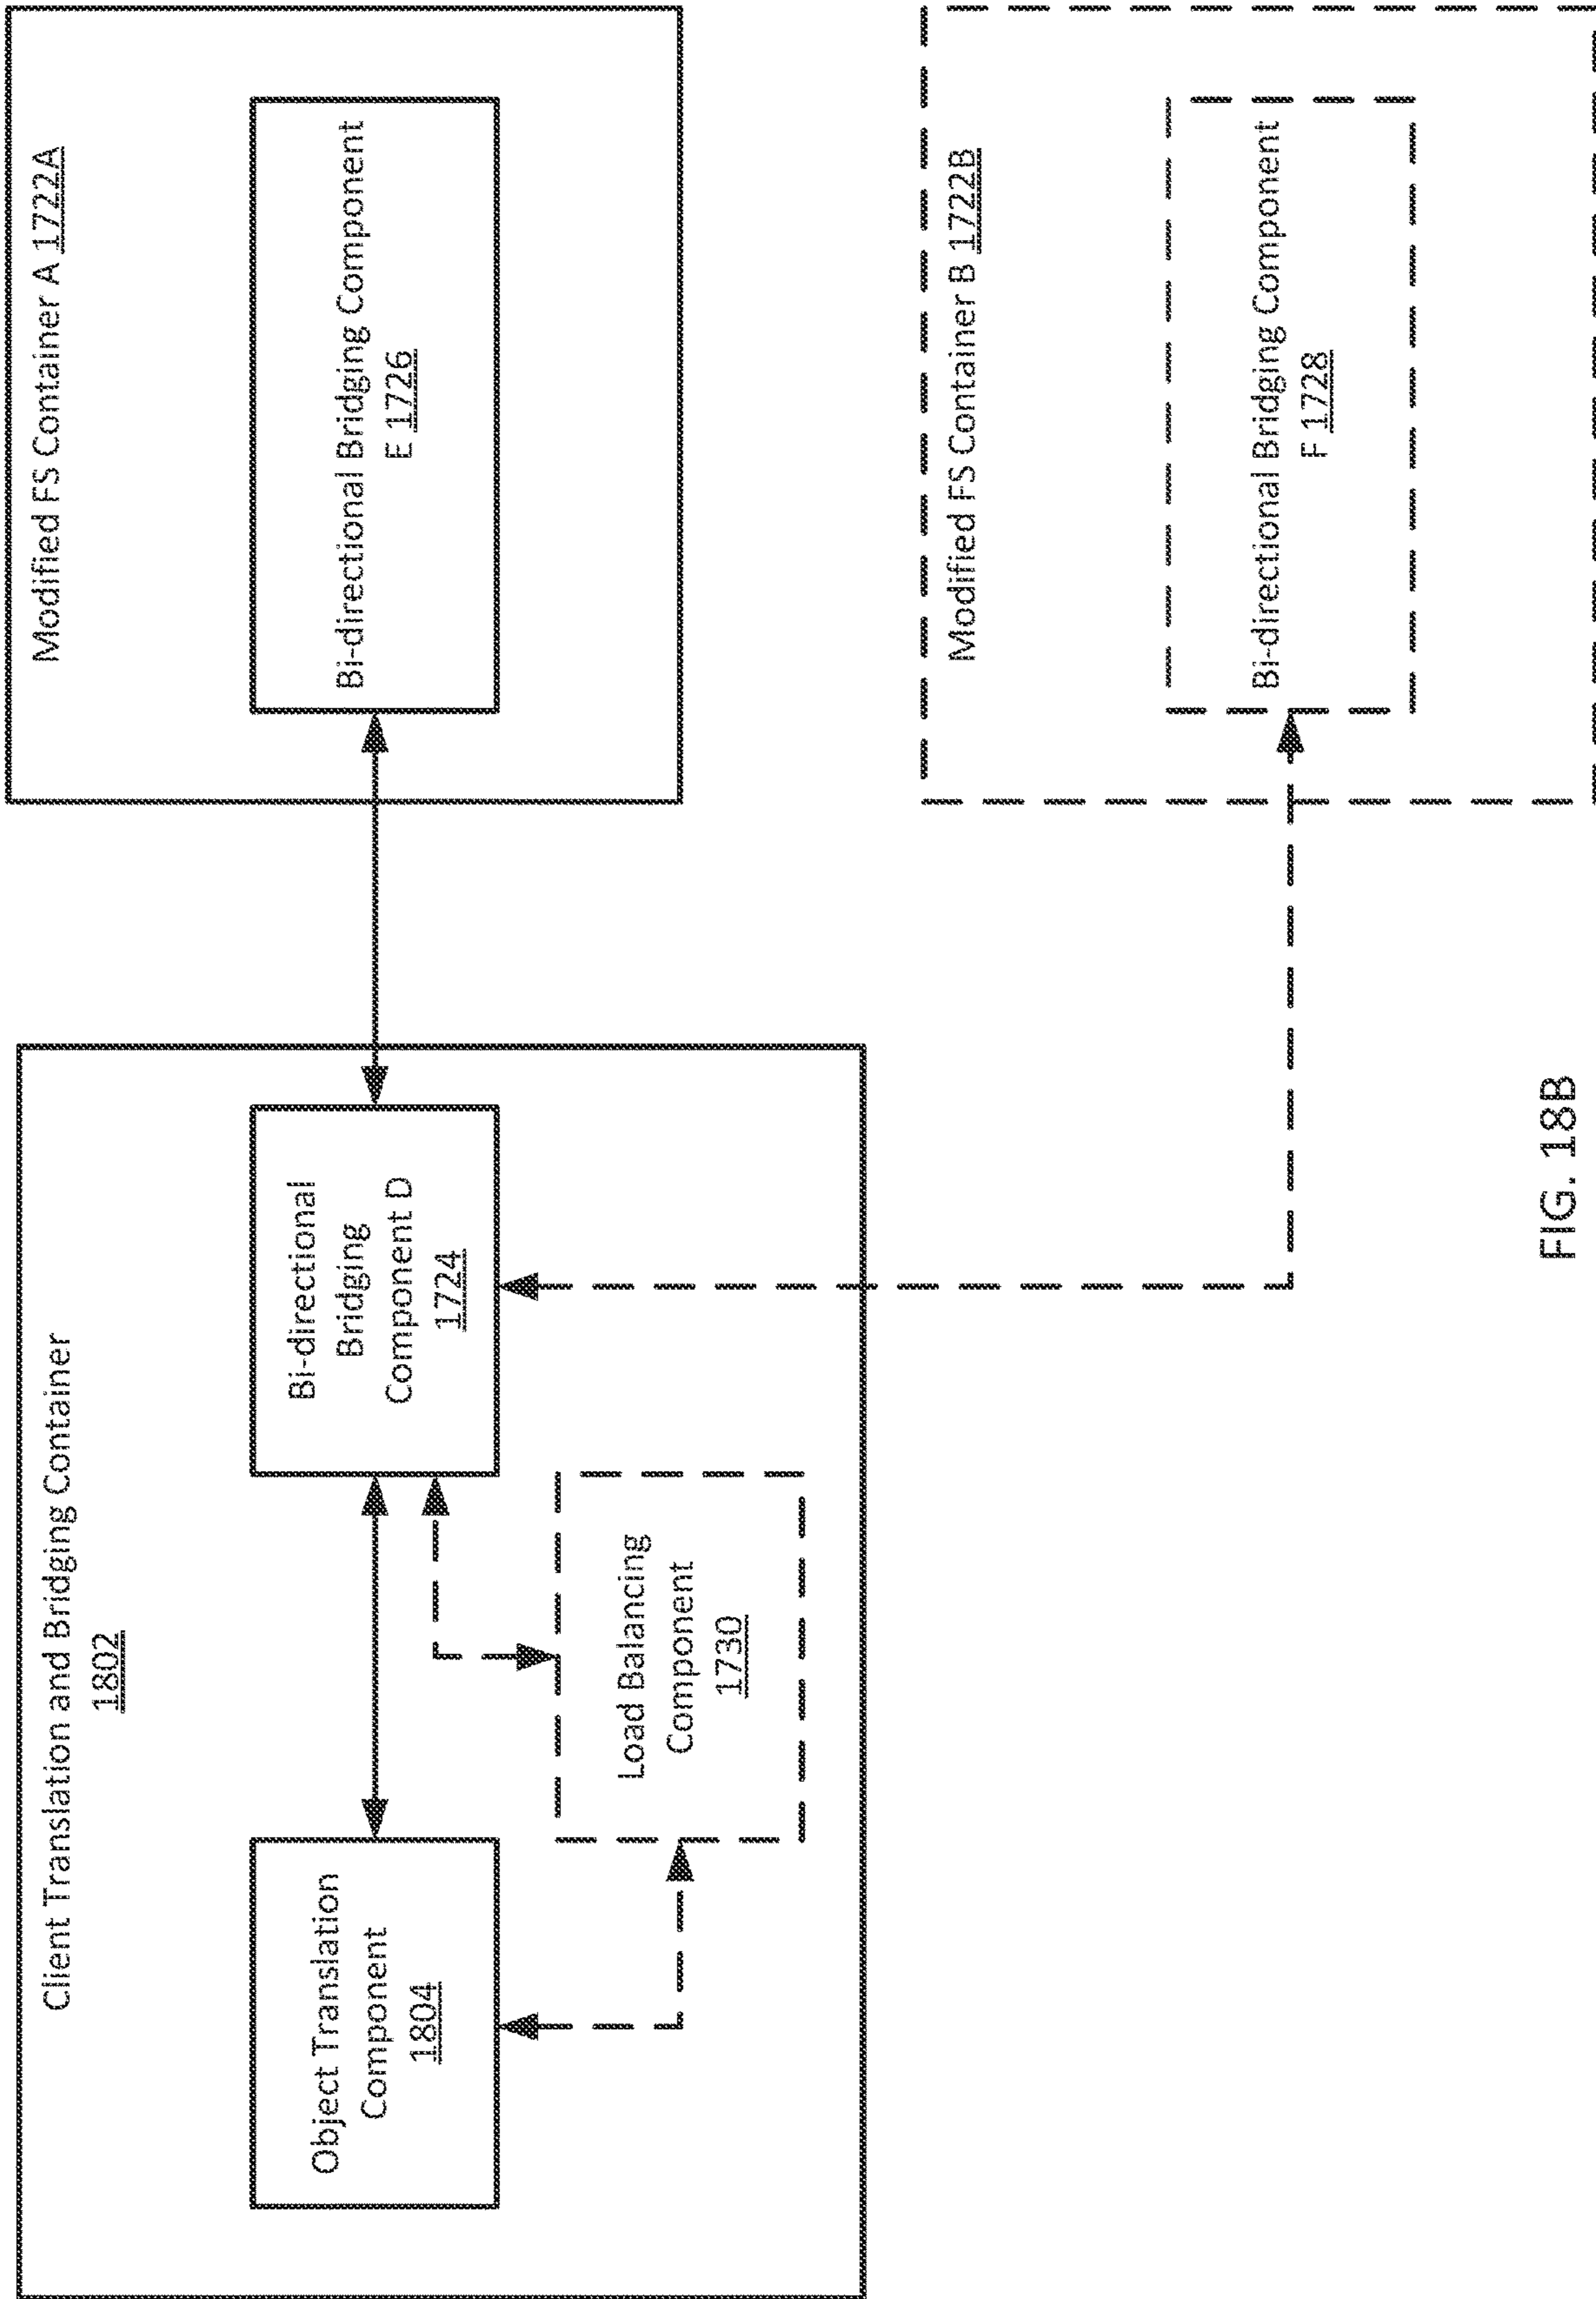 Client Translation and Bridging Container
1802
Object Translation
Component
1804
Bi-directional
Bridging
Component D
1724
Load Balancing
Component
1730
Modified FS Container A 1722A
Bi-directional Bridging Component
E 1726
Modified FS Container B 1722B
Bi-directional Bridging Component
F 1728
FIG. 18B